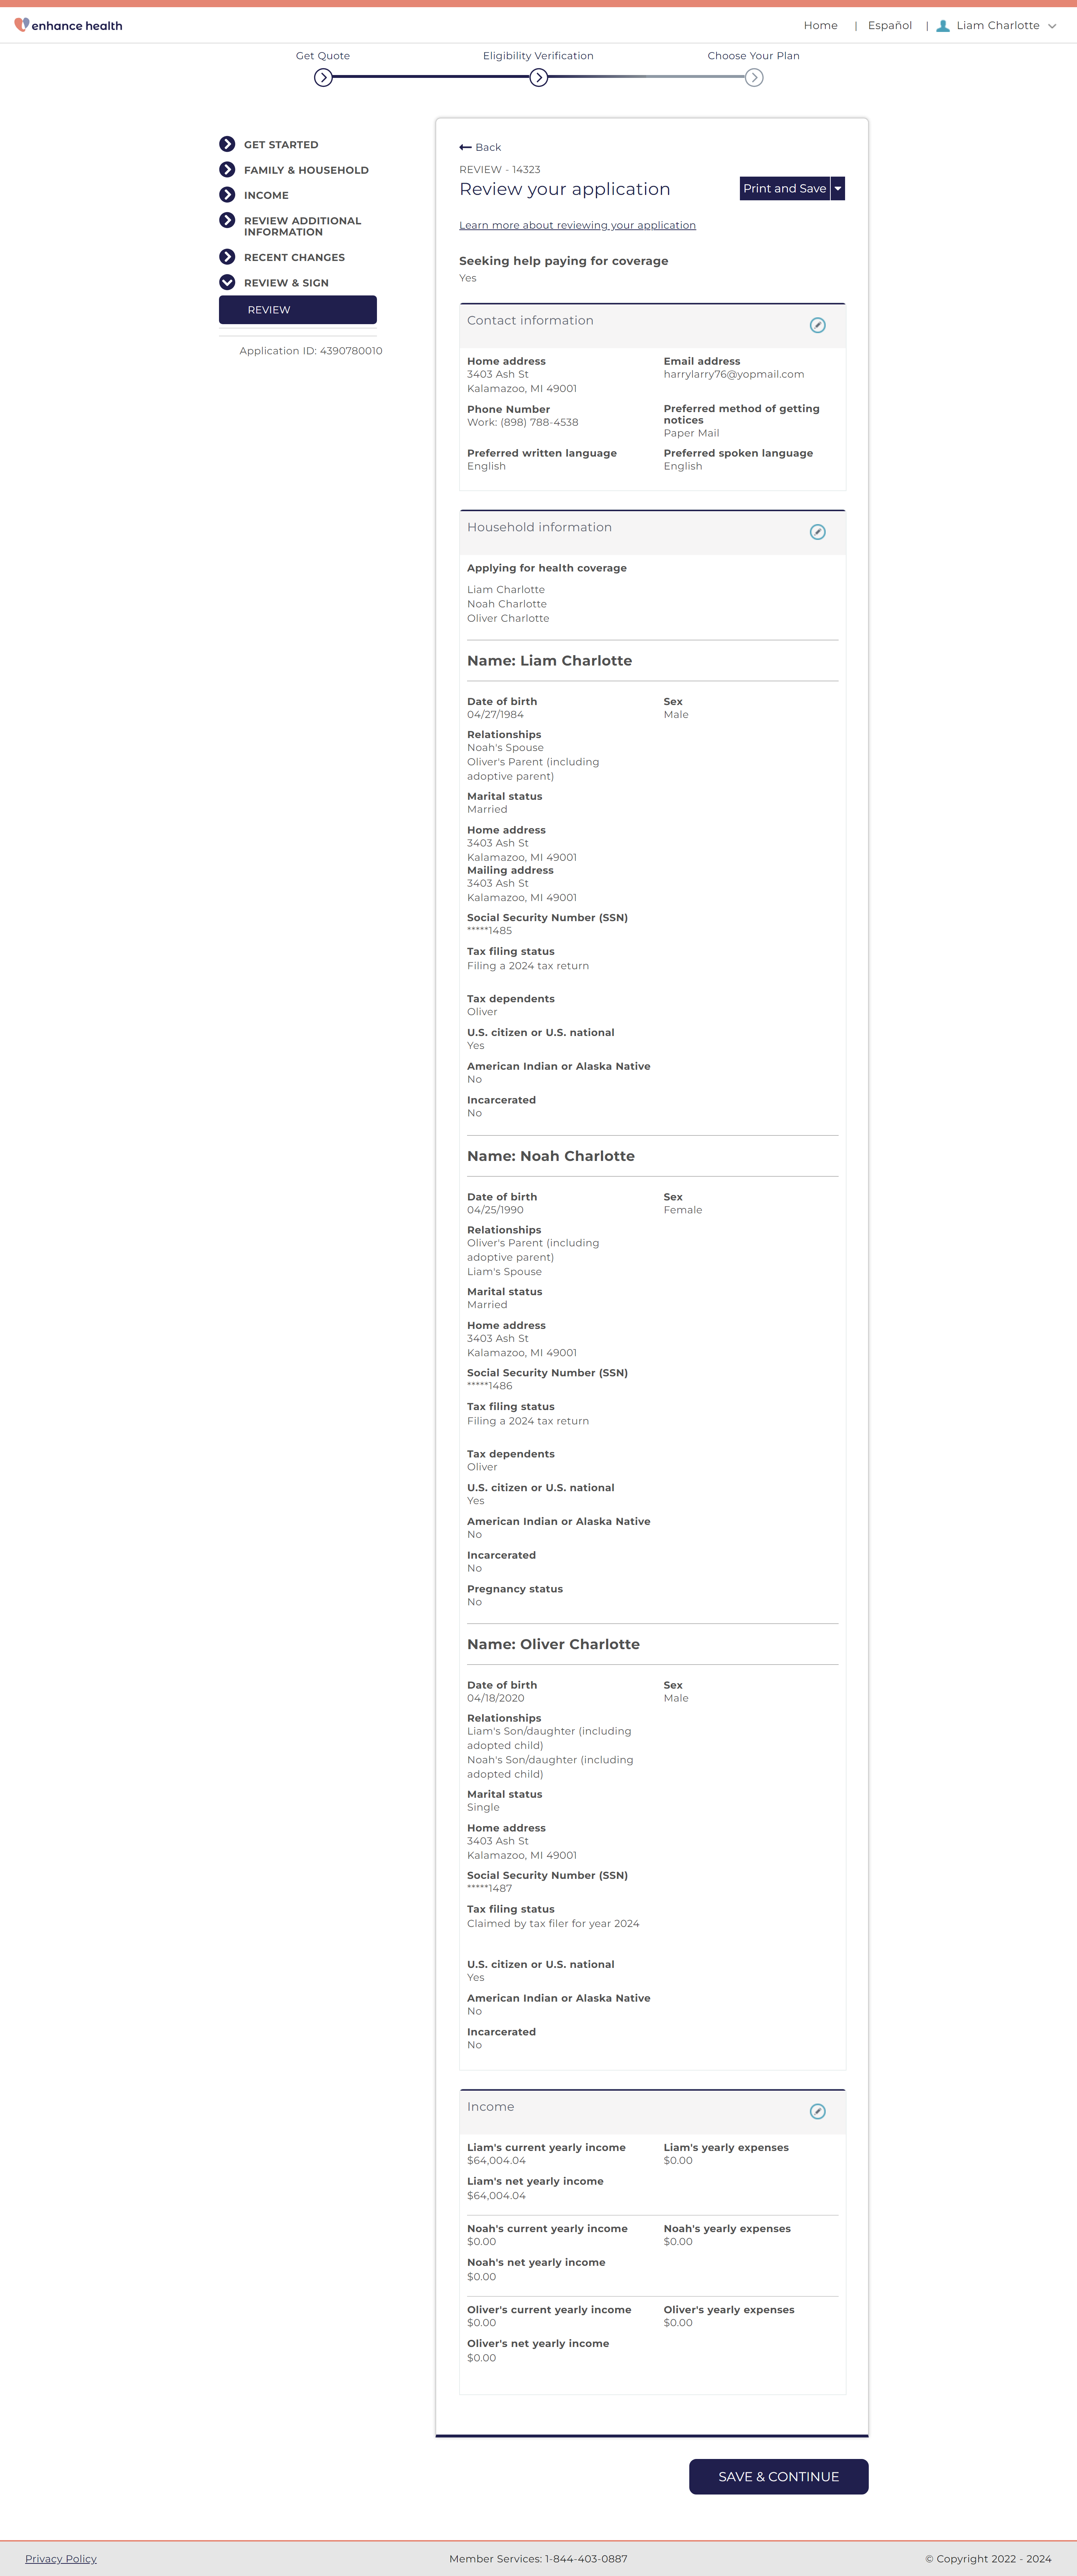 enhance health
Home | Español | Liam Charlotte
Get Quote
Eligibility Verification
Choose Your Plan
GET STARTED
FAMILY & HOUSEHOLD
INCOME
REVIEW ADDITIONAL
INFORMATION
RECENT CHANGES
REVIEW & SIGN
REVIEW
Application ID: 4390780010
Back
REVIEW - 14323
Review your application
Print and Save
Learn more about reviewing your application
Seeking help paying for coverage
Yes
Contact information
Home address
3403 Ash St
Kalamazoo, MI 49001
Email address
harrylarry76@yopmail.com
Phone Number
Work: (898) 788-4538
Preferred method of getting
notices
Paper Mail
Preferred written language
English
Preferred spoken language
English
Household information
Applying for health coverage
Liam Charlotte
Noah Charlotte
Oliver Charlotte
Name: Liam Charlotte
Date of birth
04/27/1984
Sex
Male
Relationships
Noah's Spouse
Oliver's Parent (including
adoptive parent)
Marital status
Married
Home address
3403 Ash St
Kalamazoo, MI 49001
Mailing address
3403 Ash St
Kalamazoo, MI 49001
Social Security Number (SSN)
*****1485
Tax filing status
Filing a 2024 tax return
Tax dependents
Oliver
U.S. citizen or U.S. national
Yes
American Indian or Alaska Native
No
Incarcerated
No
Name: Noah Charlotte
Date of birth
04/25/1990
Sex
Female
Relationships
Oliver's Parent (including
adoptive parent)
Liam's Spouse
Marital status
Married
Home address
3403 Ash St
Kalamazoo, MI 49001
Social Security Number (SSN)
*****1486
Tax filing status
Filing a 2024 tax return
Tax dependents
Oliver
U.S. citizen or U.S. national
Yes
American Indian or Alaska Native
No
Incarcerated
No
Pregnancy status
No
Name: Oliver Charlotte
Date of birth
04/18/2020
Sex
Male
Relationships
Liam's Son/daughter (including
adopted child)
Noah's Son/daughter (including
adopted child)
Marital status
Single
Home address
3403 Ash St
Kalamazoo, MI 49001
Social Security Number (SSN)
*****1487
Tax filing status
Claimed by tax filer for year 2024
U.S. citizen or U.S. national
Yes
American Indian or Alaska Native
No
Incarcerated
No
Income
Liam's current yearly income
$64,004.04
Liam's yearly expenses
$0.00
Liam's net yearly income
$64,004.04
Noah's current yearly income
$0.00
Noah's yearly expenses
$0.00
Noah's net yearly income
$0.00
Oliver's current yearly income
$0.00
Oliver's yearly expenses
$0.00
Oliver's net yearly income
$0.00
SAVE & CONTINUE
Privacy Policy
Member Services: 1-844-403-0887
© Copyright 2022 - 2024